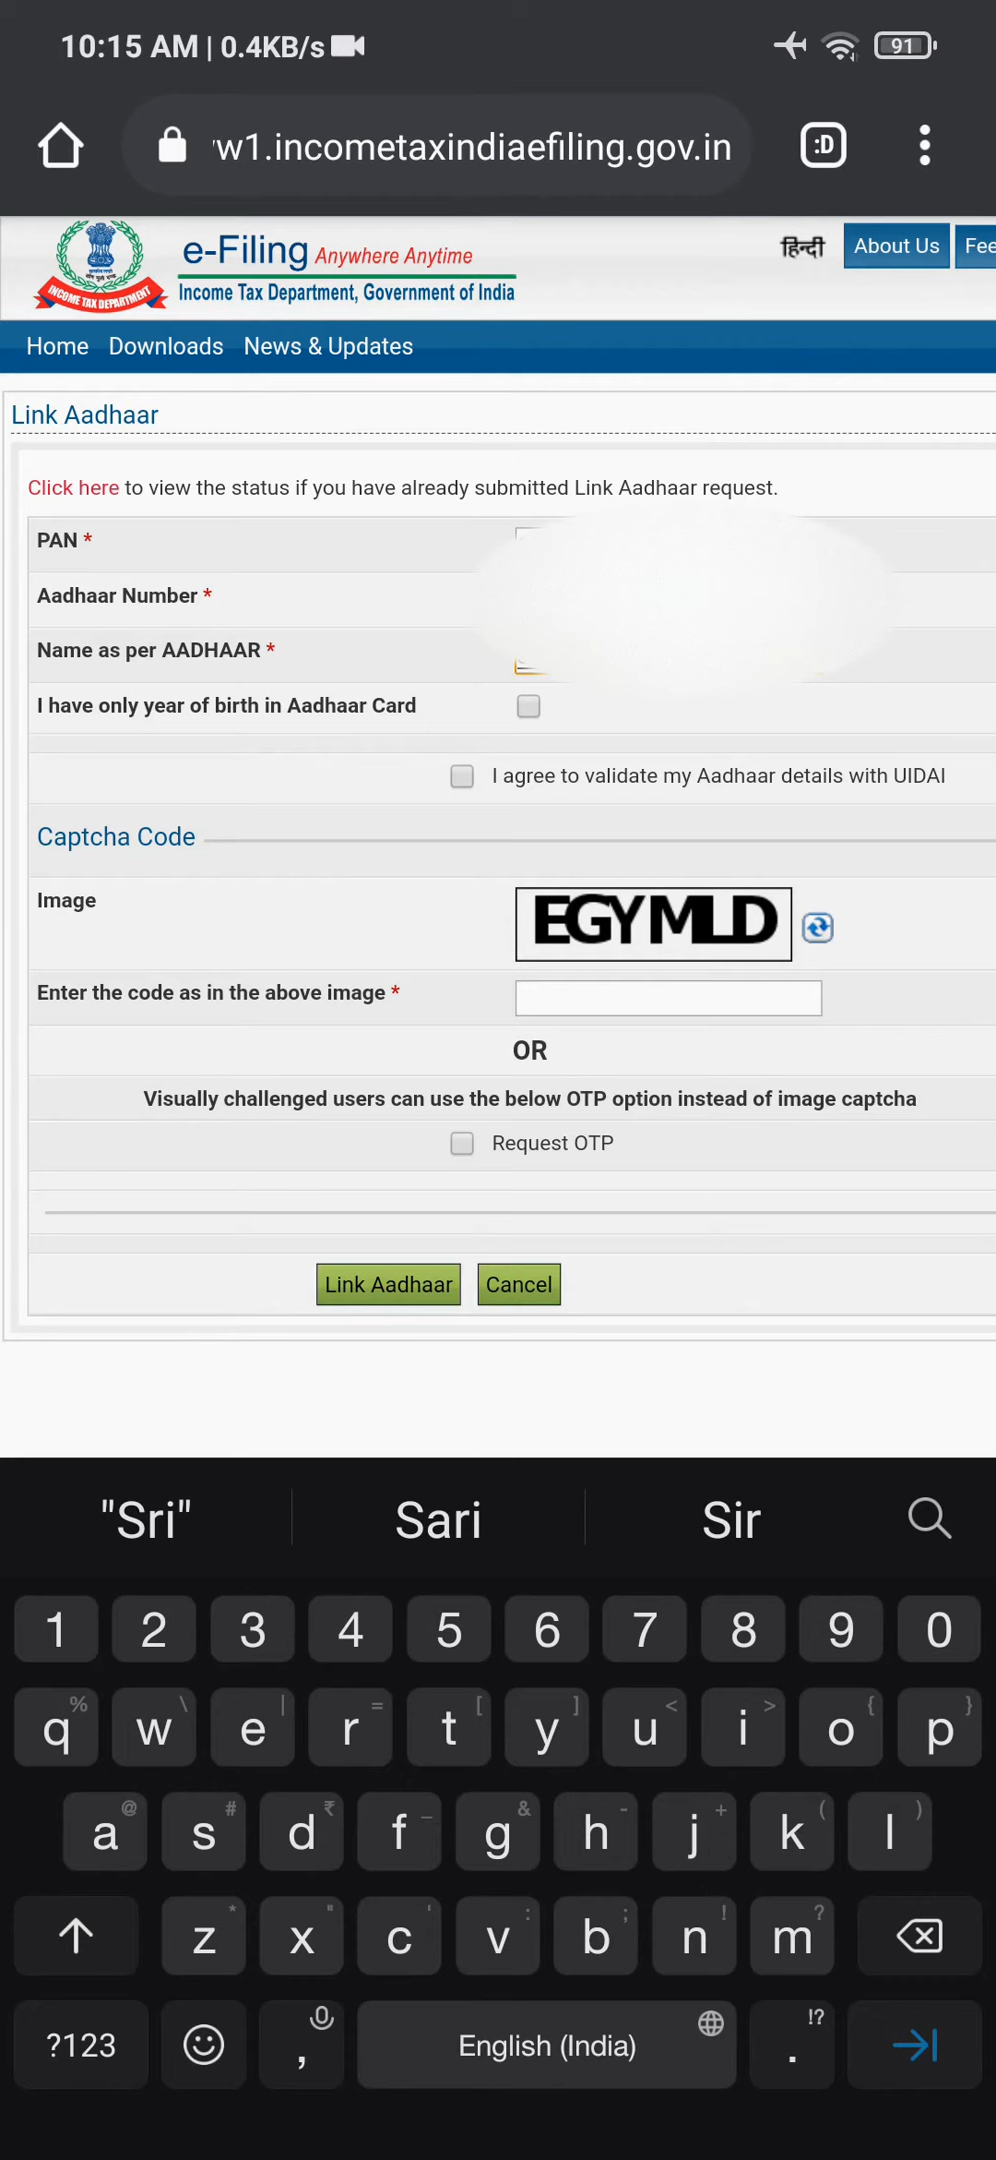 10:15 AM | 0.4KB/s 91
w1.incometaxindiaefiling.gov.in :D
e-Filing Anywhere Anytime
Income Tax Department, Government of India
INCOME TAX DEPARTMENT
हिन्दी About Us Fee
Home Downloads News & Updates
Link Aadhaar
Click here to view the status if you have already submitted Link Aadhaar request.
PAN *
Aadhaar Number *
Name as per AADHAAR *
I have only year of birth in Aadhaar Card
I agree to validate my Aadhaar details with UIDAI
Captcha Code
Image EGYMLD
Enter the code as in the above image *
OR
Visually challenged users can use the below OTP option instead of image captcha
Request OTP
Link Aadhaar Cancel
"Sri" Sari Sir
1 2 3 4 5 6 7 8 9 0
% \ | = [ ] < > { }
q w e r t y u i o p
@ # ₹ _ & - + ( )
a s d f g h j k l
* " ' : ; ! ?
z x c v b n m
?123 , English (India) !? .